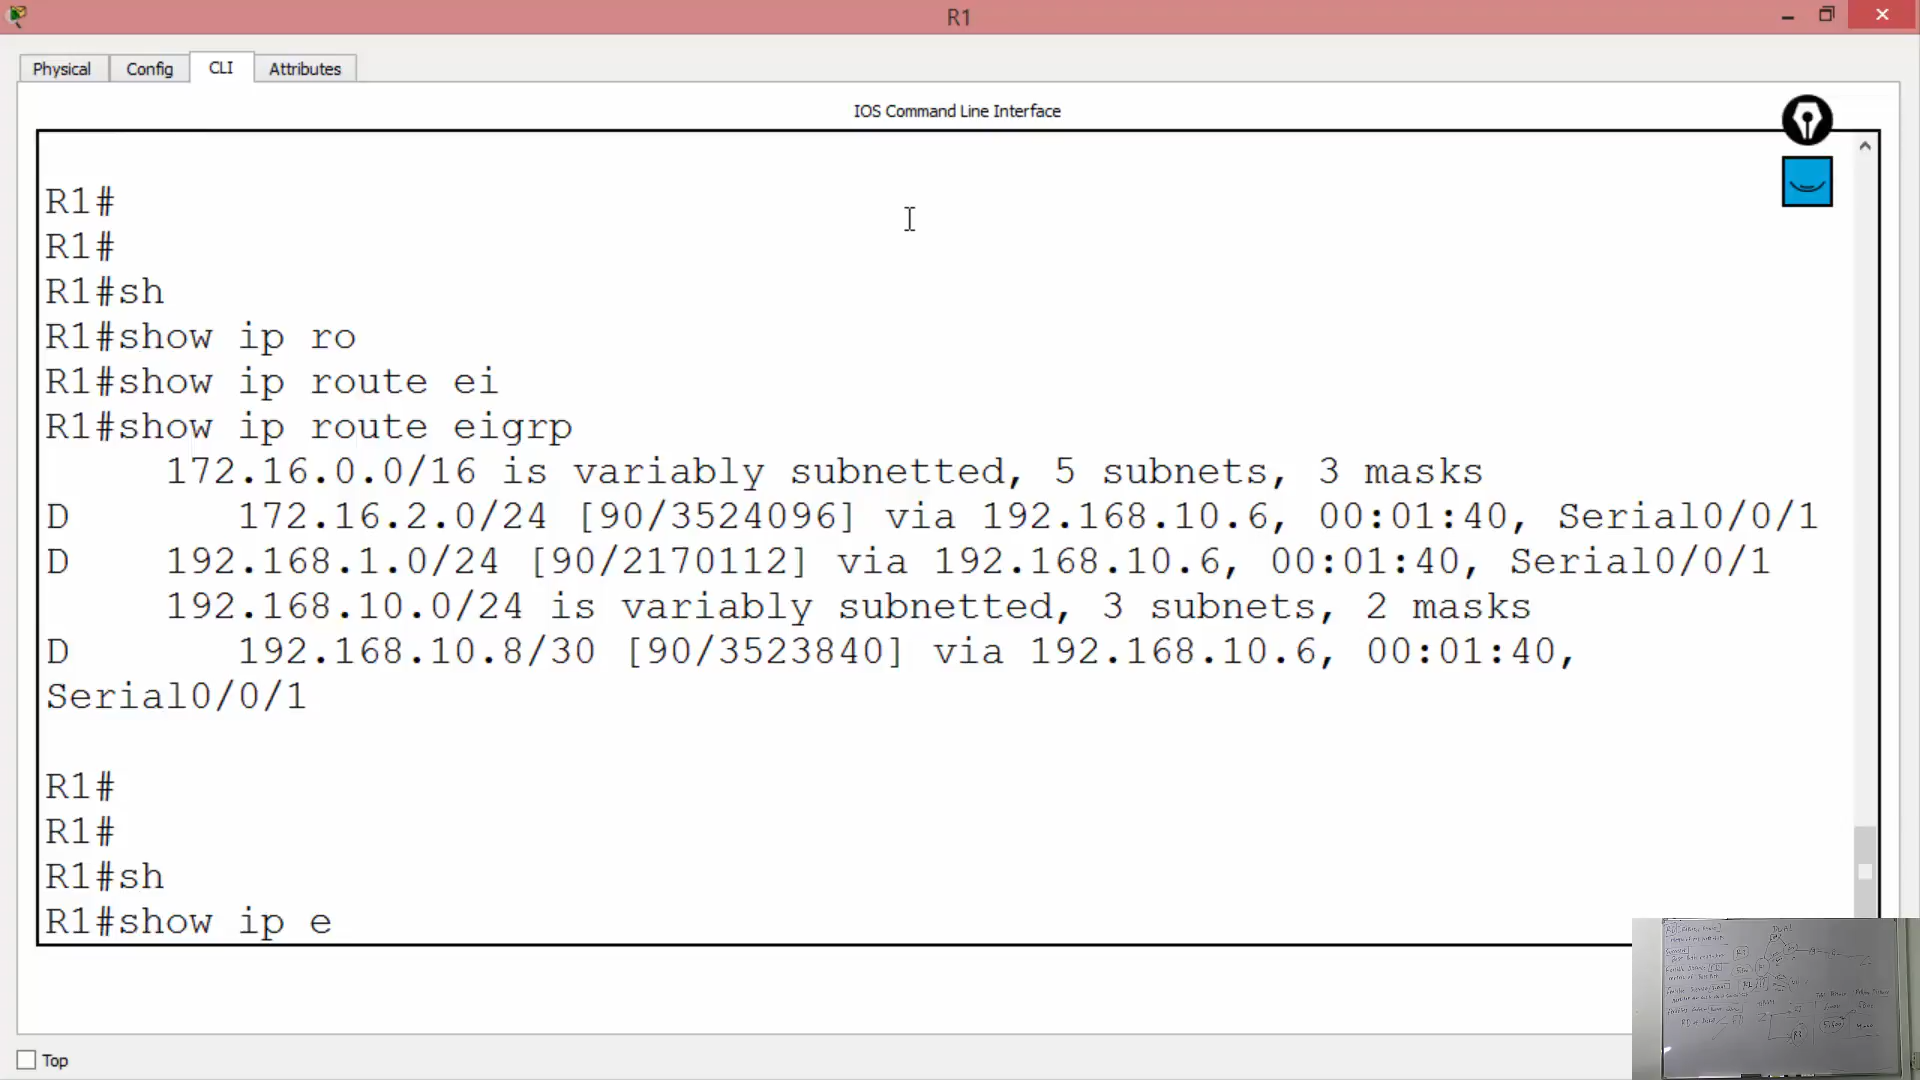 R1
Physical
Config
CLI
Attributes
IOS Command Line Interface
R1#
R1#
R1#sh
R1#show ip ro
R1#show ip route ei
R1#show ip route eigrp
172.16.0.0/16 is variably subnetted, 5 subnets, 3 masks
D 172.16.2.0/24 [90/3524096] via 192.168.10.6, 00:01:40, Serial0/0/1
D 192.168.1.0/24 [90/2170112] via 192.168.10.6, 00:01:40, Serial0/0/1
192.168.10.0/24 is variably subnetted, 3 subnets, 2 masks
D 192.168.10.8/30 [90/3523840] via 192.168.10.6, 00:01:40,
Serial0/0/1
R1#
R1#
R1#sh
R1#show ip e
Top
DUAL